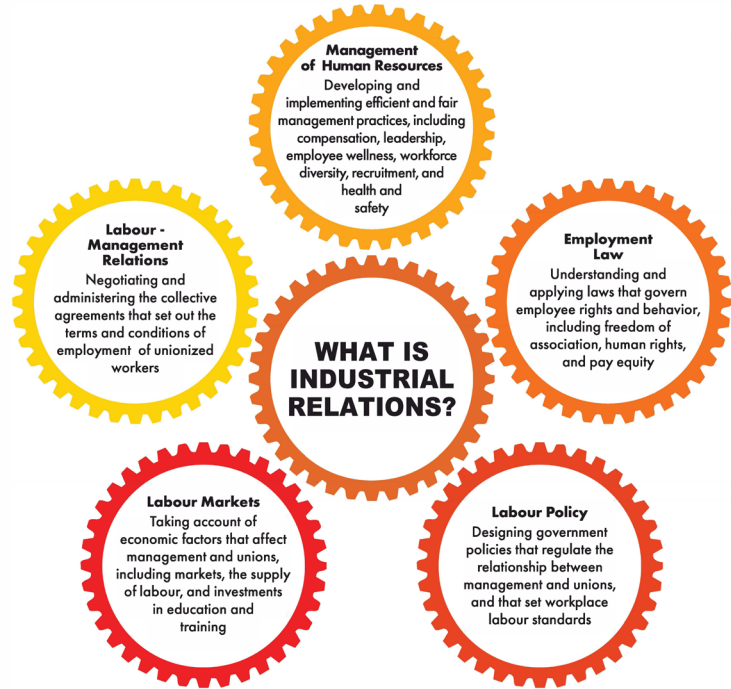 Management
of Human Resources
Developing and
implementing efficient and fair
management practices, including
compensation, leadership,
employee wellness, workforce
diversity, recruitment, and
health and
safety
Labour -
Management
Relations
Negotiating and
administering the collective
agreements that set out the
terms and conditions of
employment of unionized
workers
Employment
Law
Understanding and
applying laws that govern
employee rights and behavior,
including freedom of
association, human rights,
and pay equity
WHAT IS
INDUSTRIAL
RELATIONS?
Labour Markets
Taking account of
economic factors that affect
management and unions,
including markets, the supply
of labour, and investments
in education and
training
Labour Policy
Designing government
policies that regulate the
relationship between
management and unions,
and that set workplace
labour standards